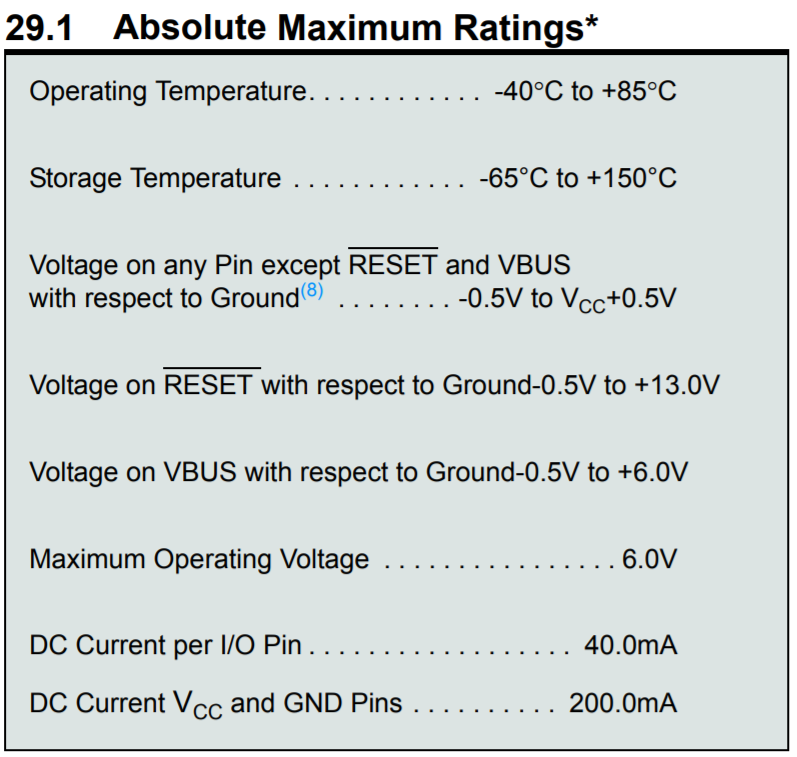 29.1 Absolute Maximum Ratings*
Operating Temperature. . . . . . . . . . . . -40°C to +85°C
Storage Temperature . . . . . . . . . . . . -65°C to +150°C
Voltage on any Pin except RESET and VBUS
with respect to Ground(8) . . . . . . . . -0.5V to VCC+0.5V
Voltage on RESET with respect to Ground-0.5V to +13.0V
Voltage on VBUS with respect to Ground-0.5V to +6.0V
Maximum Operating Voltage . . . . . . . . . . . . . . . . 6.0V
DC Current per I/O Pin . . . . . . . . . . . . . . . . . . 40.0mA
DC Current VCC and GND Pins . . . . . . . . . . 200.0mA